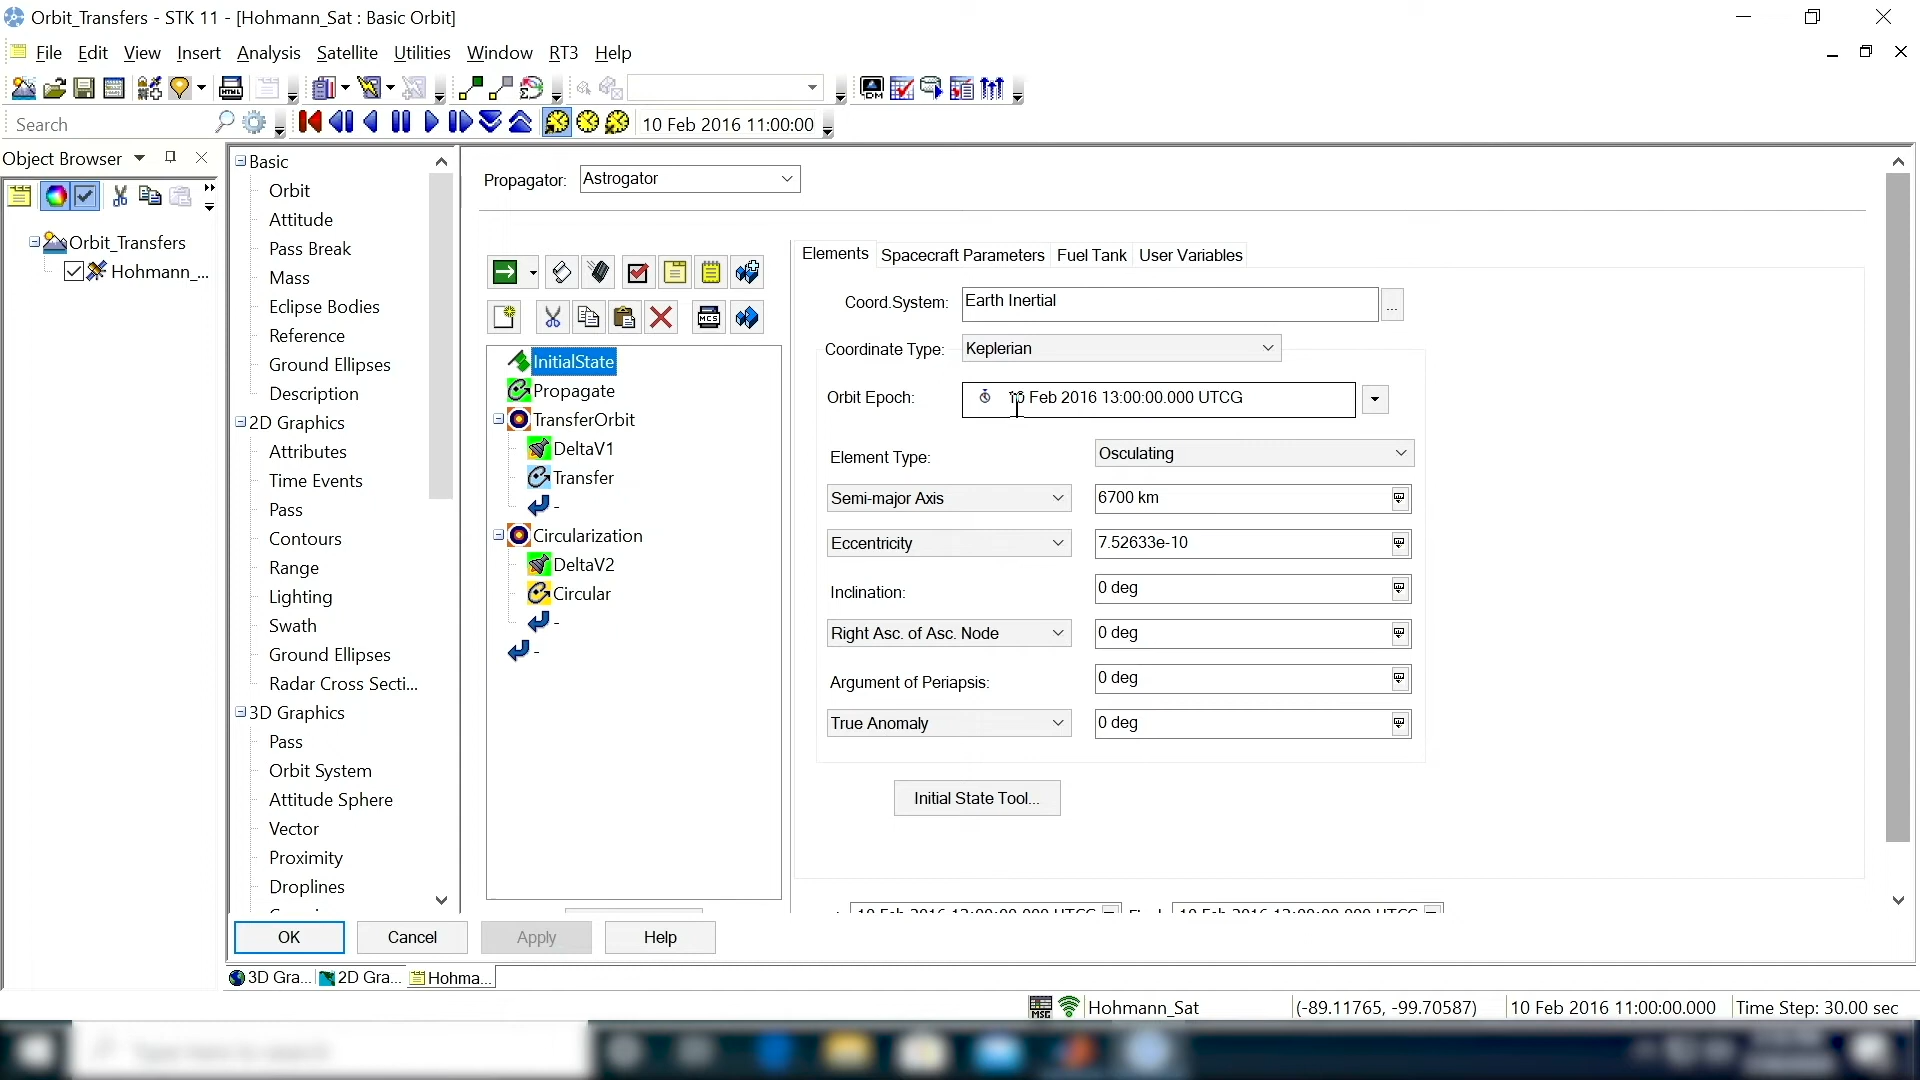 Orbit_Transfers - STK 11 - [Hohmann_Sat : Basic Orbit]
File Edit View Insert Analysis Satellite Utilities Window RT3 Help
Search
10 Feb 2016 11:00:00
Object Browser
Orbit_Transfers
Hohmann_...
Basic
Orbit
Attitude
Pass Break
Mass
Eclipse Bodies
Reference
Ground Ellipses
Description
2D Graphics
Attributes
Time Events
Pass
Contours
Range
Lighting
Swath
Ground Ellipses
Radar Cross Secti...
3D Graphics
Pass
Orbit System
Attitude Sphere
Vector
Proximity
Droplines
Propagator: Astrogator
MCS
InitialState
Propagate
TransferOrbit
DeltaV1
Transfer
-
Circularization
DeltaV2
Circular
-
-
Elements Spacecraft Parameters Fuel Tank User Variables
Coord.System: Earth Inertial ...
Coordinate Type: Keplerian
Orbit Epoch: Feb 2016 13:00:00.000 UTCG
Element Type: Osculating
Semi-major Axis 6700 km
Eccentricity 7.52633e-10
Inclination: 0 deg
Right Asc. of Asc. Node 0 deg
Argument of Periapsis: 0 deg
True Anomaly 0 deg
Initial State Tool...
OK Cancel Apply Help
3D Gra... 2D Gra... Hohma...
MSG Hohmann_Sat (-89.11765, -99.70587) 10 Feb 2016 11:00:00.000 Time Step: 30.00 sec